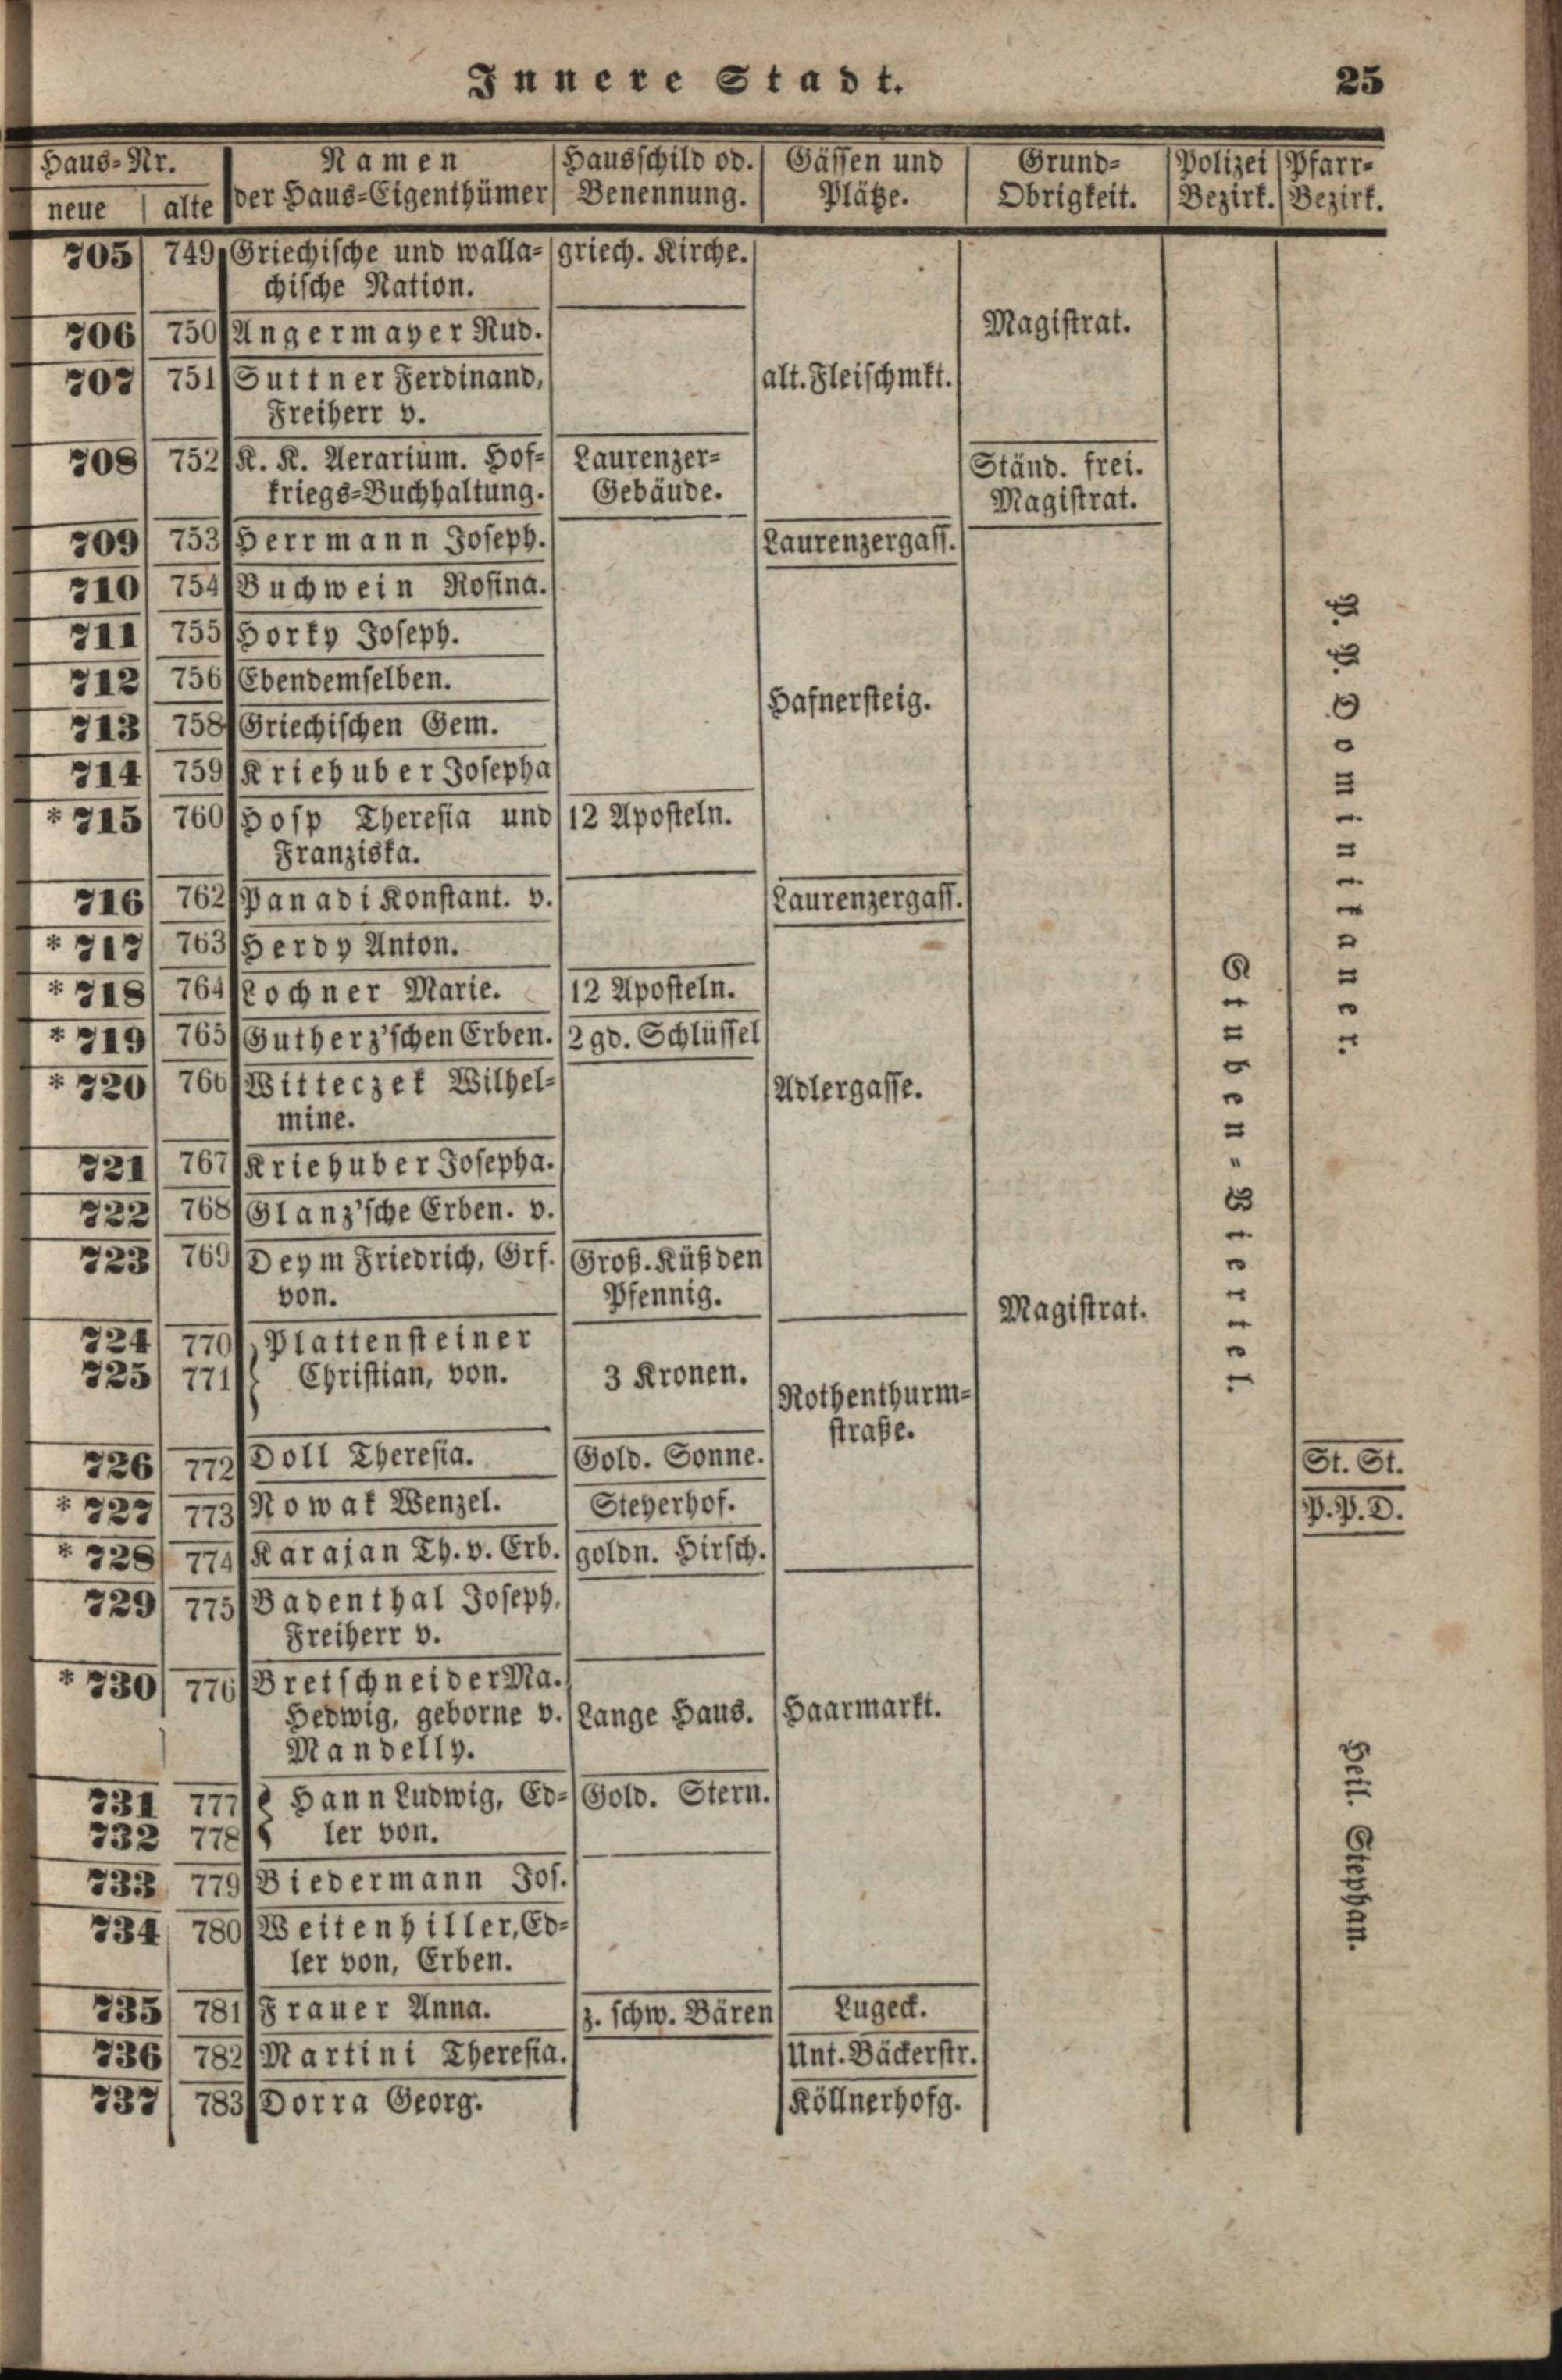 Innere Stadt. 25
Haus-Nr. Namen Hausschild od. Gässen und Grund- Polizei Pfarr-
neue alte der Haus-Eigenthümer Benennung. Plätze. Obrigkeit. Bezirk. Bezirk.
705 749 Griechische und walla- griech. Kirche.
chische Nation.
706 750 Angermayer Rud. Magistrat.
707 751 Suttner Ferdinand, alt. Fleischmkt.
Freiherr v.
708 752 K. K. Aerarium. Hof- Laurenzer- Ständ. frei.
kriegs-Buchhaltung. Gebäude. Magistrat.
709 753 Herrmann Joseph. Laurenzergass.
710 754 Buchwein Rosina.
711 755 Horky Joseph.
712 756 Ebendemselben. Hafnersteig.
713 758 Griechischen Gem.
714 759 Kriehuber Josepha
* 715 760 Hosp Theresia und 12 Aposteln.
Franziska.
716 762 Panadi Konstant. v. Laurenzergass.
* 717 763 Herdy Anton.
* 718 764 Lochner Marie. 12 Aposteln.
* 719 765 Gutherz'schen Erben. 2 gd. Schlüssel
* 720 766 Witteczek Wilhel- Adlergasse.
mine.
721 767 Kriehuber Josepha.
722 768 Glanz'sche Erben. v.
723 769 Deym Friedrich, Grf. Groß. Küß den
von. Pfennig. Magistrat.
724 770 Plattensteiner
725 771 Christian, von. 3 Kronen. Rothenthurm-
straße.
726 772 Doll Theresia. Gold. Sonne. St. St.
* 727 773 Nowak Wenzel. Steyerhof. P. P. D.
* 728 774 Karajan Th. v. Erb. goldn. Hirsch.
729 775 Badenthal Joseph,
Freiherr v.
* 730 776 Bretschneider Ma.
Hedwig, geborne v. Lange Haus. Haarmarkt.
Mandelly.
731 777 Hann Ludwig, Ed- Gold. Stern.
732 778 ler von.
733 779 Biedermann Jos.
734 780 Weitenhiller, Ed-
ler von, Erben.
735 781 Frauer Anna. z. schw. Bären Lugeck.
736 782 Martini Theresia. Unt. Bäckerstr.
737 783 Dorra Georg. Köllnerhofg.
Stuben-Viertel.
P. P. Dominikaner.
Heil. Stephan.